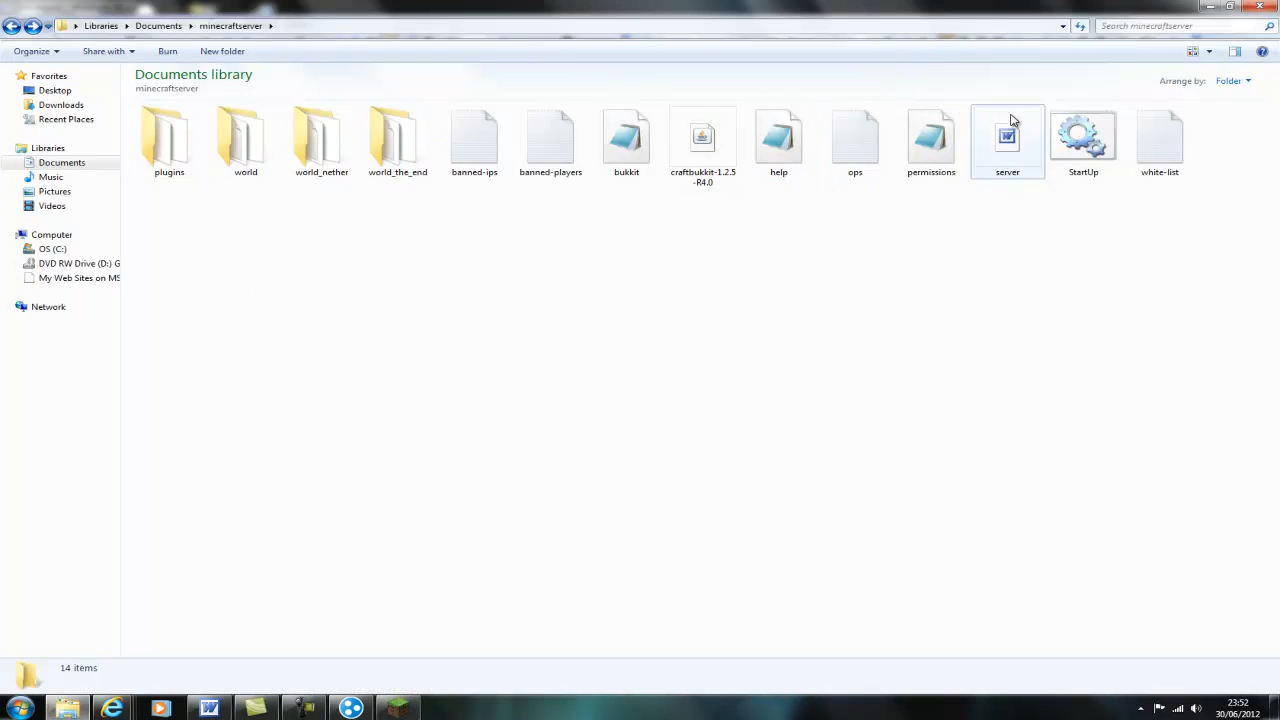 Libraries Documents minecraftserver
Search minecraftserver
Organize Share with Burn New folder
Documents library
minecraftserver
Arrange by: Folder
Favorites
Desktop
Downloads
Recent Places
Libraries
Documents
Music
Pictures
Videos
Computer
OS (C:)
DVD RW Drive (D:) G
My Web Sites on MS
Network
plugins world world_nether world_the_end banned-ips banned-players bukkit craftbukkit-1.2.5 help ops permissions server StartUp white-list
-R4.0
14 items
23:52
30/06/2012